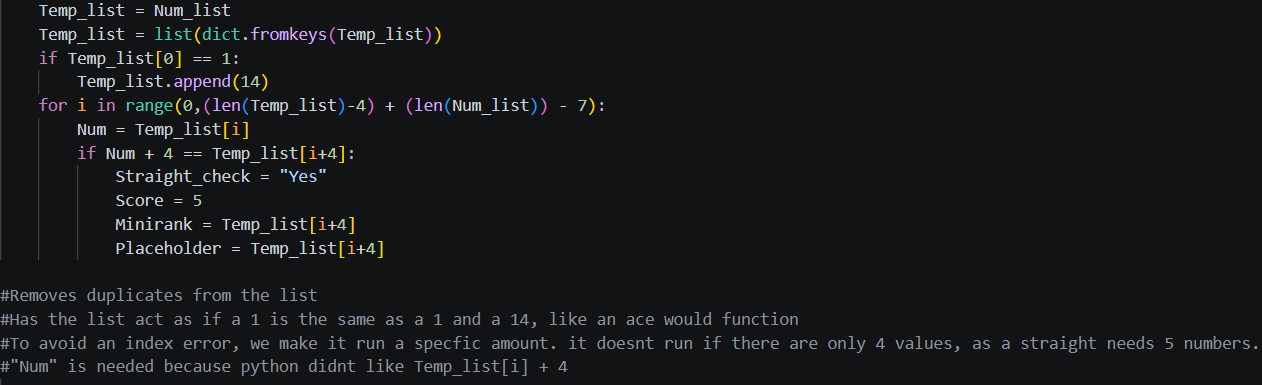 Temp_list = Num_list
Temp_list = list(dict.fromkeys(Temp_list))
if Temp_list[0] == 1:
Temp_list.append(14)
for i in range(0,(len(Temp_list)-4) + (len(Num_list)) - 7):
Num = Temp_list[i]
if Num + 4 == Temp_list[i+4]:
Straight_check = "Yes"
Score = 5
Minirank = Temp_list[i+4]
Placeholder = Temp_list[i+4]
#Removes duplicates from the list
#Has the list act as if a 1 is the same as a 1 and a 14, like an ace would function
#To avoid an index error, we make it run a specfic amount. it doesnt run if there are only 4 values, as a straight needs 5 numbers.
#"Num" is needed because python didnt like Temp_list[i] + 4